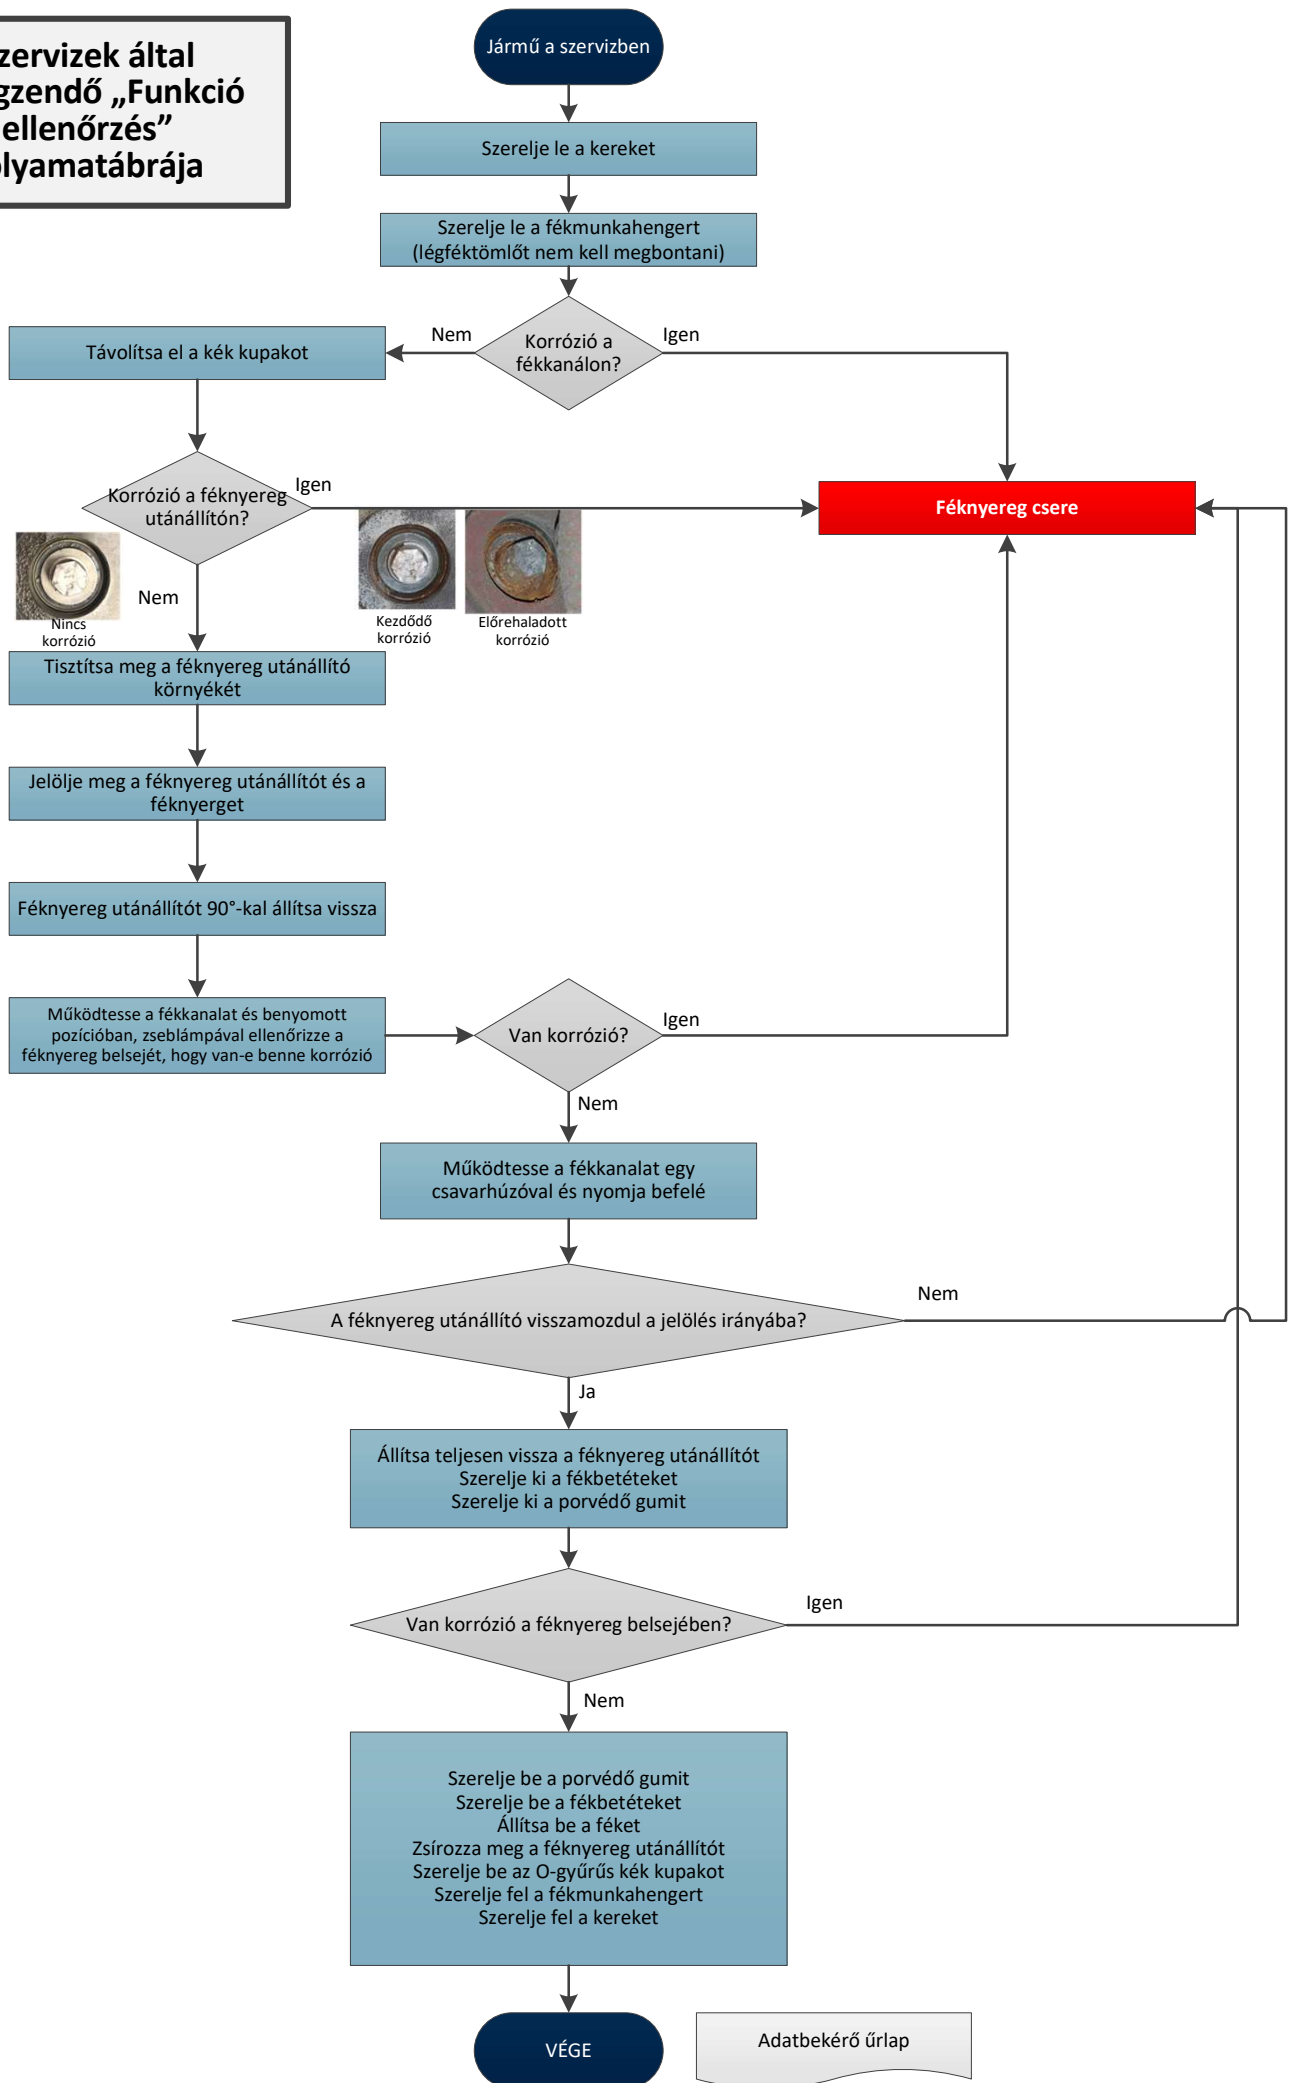 zervizek által
gzendő „Funkció
ellenőrzés”
lyamatábrája
Jármű a szervizben
Szerelje le a kereket
Szerelje le a fékmunkahengert
(légféktömlőt nem kell megbontani)
Nem
Korrózió a
fékkanálon?
Igen
Távolítsa el a kék kupakot
Korrózió a féknyereg
utánállítón?
Igen
Féknyereg csere
Nem
Nincs
korrózió
Kezdődő
korrózió
Előrehaladott
korrózió
Tisztítsa meg a féknyereg utánállító
környékét
Jelölje meg a féknyereg utánállítót és a
féknyerget
Féknyereg utánállítót 90°-kal állítsa vissza
Működtesse a fékkanalat és benyomott
pozícióban, zseblámpával ellenőrizze a
féknyereg belsejét, hogy van-e benne korrózió
Van korrózió?
Igen
Nem
Működtesse a fékkanalat egy
csavarhúzóval és nyomja befelé
A féknyereg utánállító visszamozdul a jelölés irányába?
Nem
Ja
Állítsa teljesen vissza a féknyereg utánállítót
Szerelje ki a fékbetéteket
Szerelje ki a porvédő gumit
Van korrózió a féknyereg belsejében?
Igen
Nem
Szerelje be a porvédő gumit
Szerelje be a fékbetéteket
Állítsa be a féket
Zsírozza meg a féknyereg utánállítót
Szerelje be az O-gyűrűs kék kupakot
Szerelje fel a fékmunkahengert
Szerelje fel a kereket
VÉGE
Adatbekérő űrlap